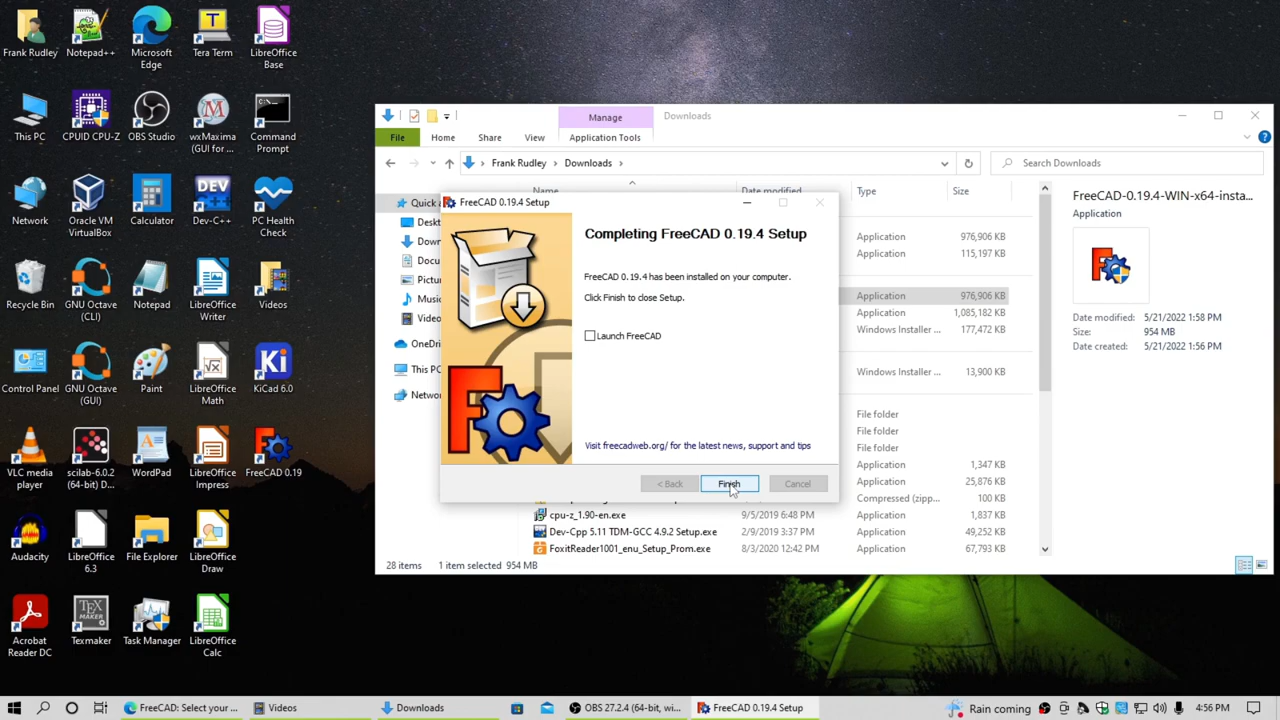 Frank Rudley
Notepad++
Microsoft
Edge
Tera Term
LibreOffice
Base
This PC
CPUID CPU-Z
OBS Studio
wxMaxima
(GUI for ...
Command
Prompt
Network
Oracle VM
VirtualBox
Calculator
Dev-C++
PC Health
Check
Recycle Bin
GNU Octave
(CLI)
Notepad
LibreOffice
Writer
Videos
Control Panel
GNU Octave
(GUI)
Paint
LibreOffice
Math
KiCad 6.0
VLC media
player
scilab-6.0.2
(64-bit) D...
WordPad
LibreOffice
Impress
FreeCAD 0.19
Audacity
LibreOffice
6.3
File Explorer
LibreOffice
Draw
Acrobat
Reader DC
Texmaker
Task Manager
LibreOffice
Calc
Manage
Downloads
File
Home
Share
View
Application Tools
Frank Rudley
Downloads
Search Downloads
Name
Date modified
Type
Size
Quick a
Deskt
Down
Docu
Pictur
Music
Video
OneDri
This PC
Networ
FreeCAD 0.19.4 Setup
Completing FreeCAD 0.19.4 Setup
FreeCAD 0.19.4 has been installed on your computer.
Click Finish to close Setup.
Launch FreeCAD
Visit freecadweb.org/ for the latest news, support and tips
< Back
Finish
Cancel
Application 976,906 KB
Application 115,197 KB
Application 976,906 KB
Application 1,085,182 KB
Windows Installer ... 177,472 KB
Windows Installer ... 13,900 KB
File folder
File folder
File folder
Application 1,347 KB
Application 25,876 KB
Compressed (zipp... 100 KB
cpu-z_1.90-en.exe 9/5/2019 6:48 PM Application 1,837 KB
Dev-Cpp 5.11 TDM-GCC 4.9.2 Setup.exe 2/9/2019 3:37 PM Application 49,252 KB
FoxitReader1001_enu_Setup_Prom.exe 8/3/2020 12:42 PM Application 67,793 KB
FreeCAD-0.19.4-WIN-x64-insta...
Application
Date modified: 5/21/2022 1:58 PM
Size: 954 MB
Date created: 5/21/2022 1:56 PM
28 items
1 item selected 954 MB
FreeCAD: Select your ...
Videos
Downloads
OBS 27.2.4 (64-bit, wi...
FreeCAD 0.19.4 Setup
Rain coming
4:56 PM